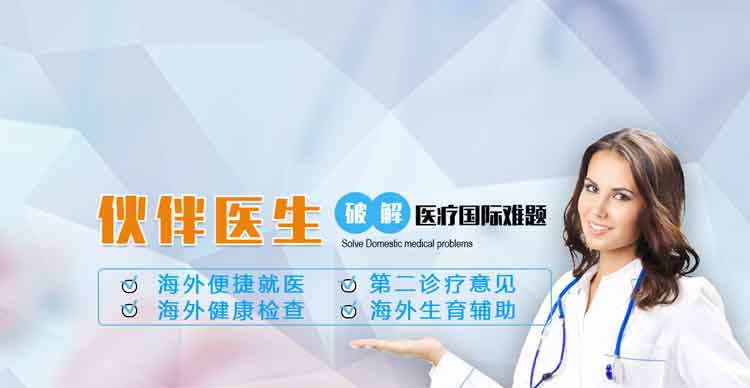 伙伴医生 破解 医疗国际难题
Solve Domestic medical problems
海外便捷就医 第二诊疗意见
海外健康检查 海外生育辅助